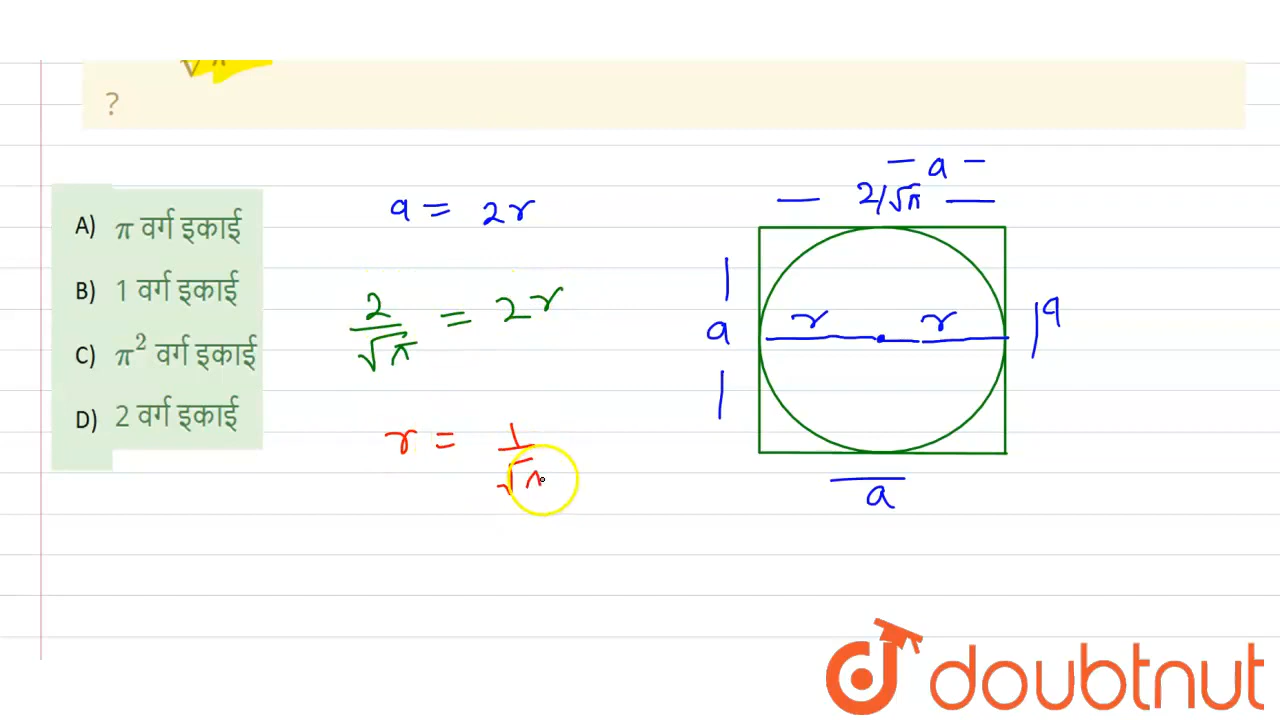 √π
?
A) π वर्ग इकाई
B) 1 वर्ग इकाई
C) π² वर्ग इकाई
D) 2 वर्ग इकाई
a = 2r
2/√π = 2r
r = 1/√π
a
2/√π
a
r r
a
a
doubtnut